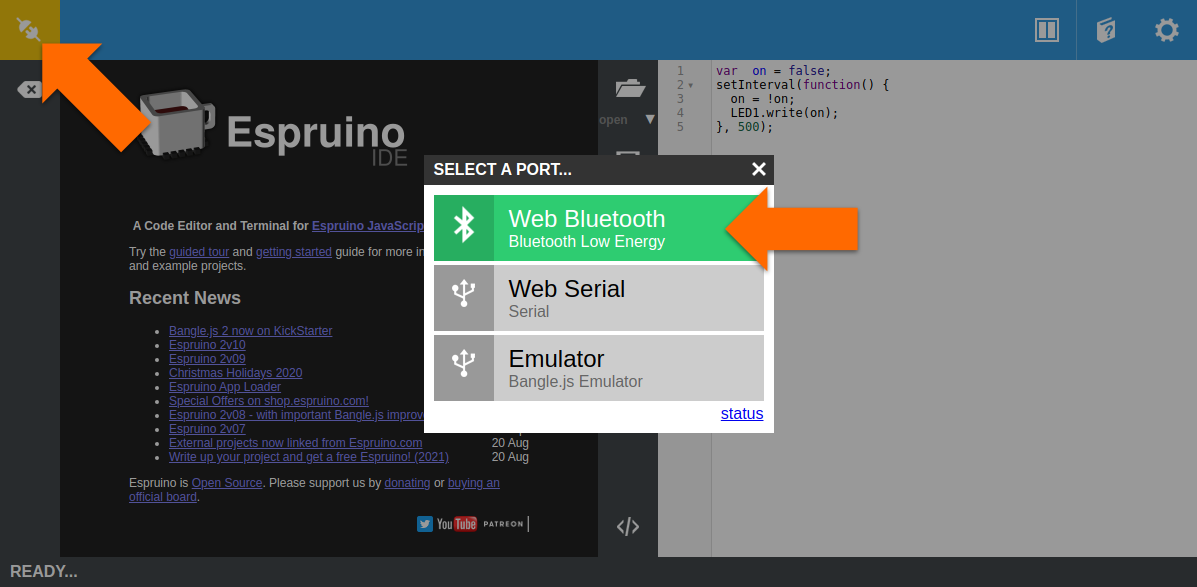 1 var on = false;
2 setInterval(function() {
3 on = !on;
4 LED1.write(on);
5 }, 500);
open
Espruino
IDE
SELECT A PORT...
Web Bluetooth
Bluetooth Low Energy
Web Serial
Serial
Emulator
Bangle.js Emulator
status
A Code Editor and Terminal for Espruino JavaScrip
Try the guided tour and getting started guide for more in
and example projects.
Recent News
Bangle.js 2 now on KickStarter
Espruino 2v10
Espruino 2v09
Christmas Holidays 2020
Espruino App Loader
Special Offers on shop.espruino.com!
Espruino 2v08 - with important Bangle.js improve
Espruino 2v07
External projects now linked from Espruino.com 20 Aug
Write up your project and get a free Espruino! (2021) 20 Aug
Espruino is Open Source. Please support us by donating or buying an
official board.
YouTube PATREON
READY...